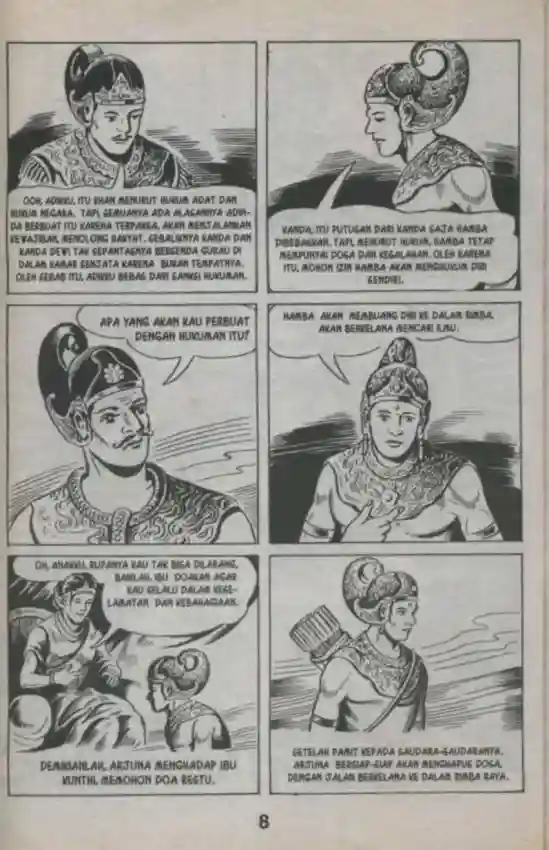 OOH, ADIKKU, ITU KHAN MENURUT HUKUM ADAT DAN
HUKUM NEGARA. TAPI, SEMUANYA ADA ALASANNYA ADIN-
DA BERBUAT ITU KARENA TERPAKSA, AKAN MENJALANKAN
KEWAJIBAN, MENOLONG RAKYAT. SEBALIKNYA KANDA DAN
KANDA DEWI TAK SEPANTASNYA BERSENDA GURAU DI
DALAM KAMAR SENJATA KARENA BUKAN TEMPATNYA.
OLEH SEBAB ITU, ADIKKU BEBAS DARI SANKSI HUKUMAN.
KANDA, ITU PUTUSAN DARI KANDA SAJA HAMBA
DIBEBASKAN. TAPI, MENURUT HUKUM, HAMBA TETAP
MEMPUNYAI DOSA DAN KESALAHAN. OLEH KARENA
ITU, MOHON IZIN HAMBA AKAN MENGHUKUM DIRI
SENDIRI.
APA YANG AKAN KAU PERBUAT
DENGAN HUKUMAN ITU?
HAMBA AKAN MEMBUANG DIRI KE DALAM RIMBA,
AKAN BERKELANA MENCARI ILMU.
OH, ANAKKU, RUPANYA KAU TAK BISA DILARANG.
BAIKLAH, IBU DOAKAN AGAR
KAU SELALU DALAM KESE-
LAMATAN DAN KEBAHAGIAAN.
DEMIKIANLAH, ARJUNA MENGHADAP IBU
KUNTHI, MEMOHON DOA RESTU.
SETELAH PAMIT KEPADA SAUDARA-SAUDARANYA,
ARJUNA BERSIAP-SIAP AKAN MENGHAPUS DOSA,
DENGAN JALAN BERKELANA KE DALAM RIMBA RAYA.
8